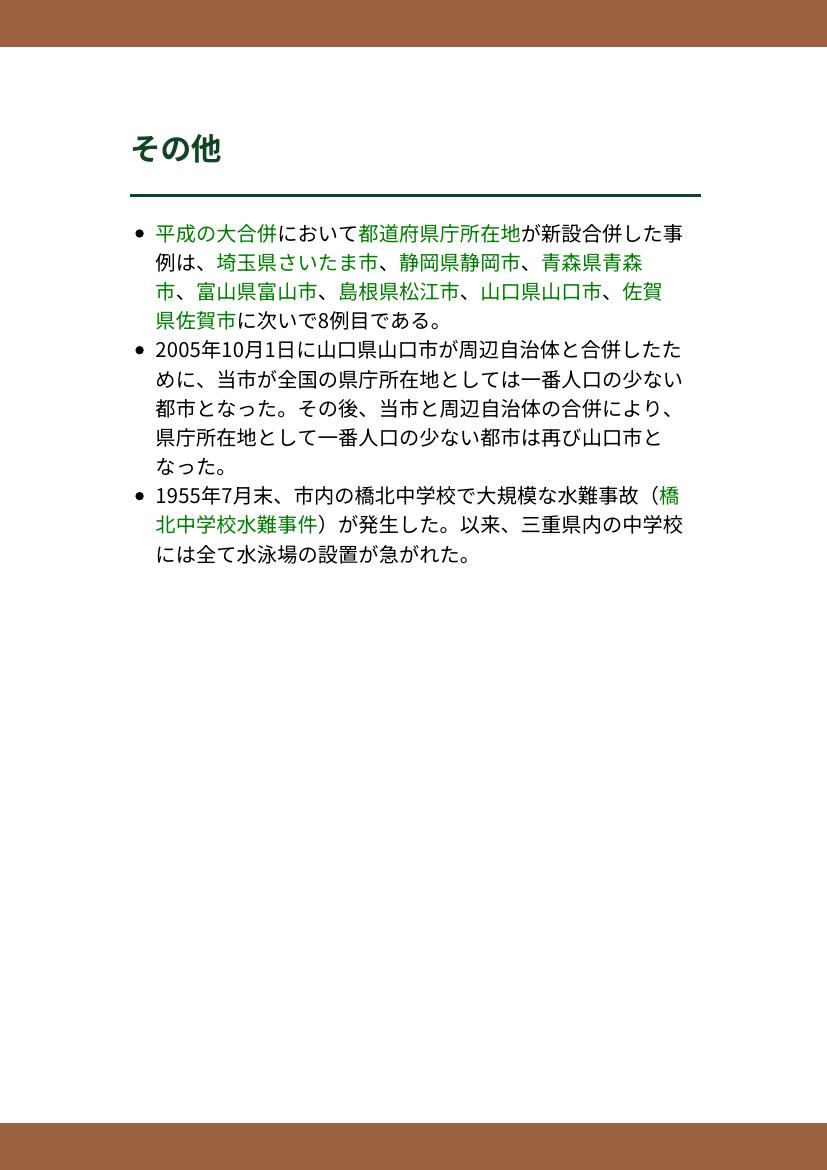 その他
• 平成の大合併において都道府県庁所在地が新設合併した事
例は、埼玉県さいたま市、静岡県静岡市、青森県青森
市、富山県富山市、島根県松江市、山口県山口市、佐賀
県佐賀市に次いで8例目である。
• 2005年10月1日に山口県山口市が周辺自治体と合併したた
めに、当市が全国の県庁所在地としては一番人口の少ない
都市となった。その後、当市と周辺自治体の合併により、
県庁所在地として一番人口の少ない都市は再び山口市と
なった。
• 1955年7月末、市内の橋北中学校で大規模な水難事故（橋
北中学校水難事件）が発生した。以来、三重県内の中学校
には全て水泳場の設置が急がれた。